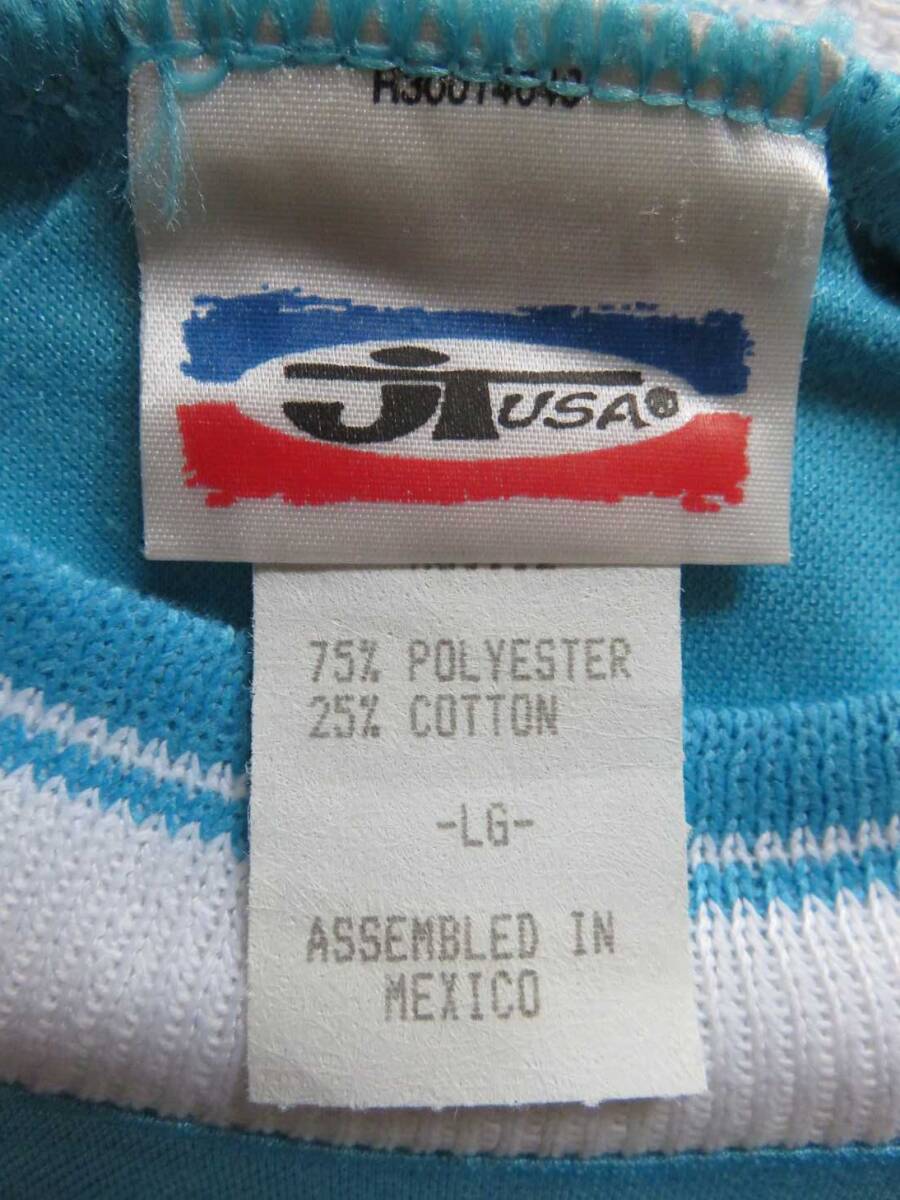 JT USA®
75% POLYESTER
25% COTTON
-LG-
ASSEMBLED IN
MEXICO